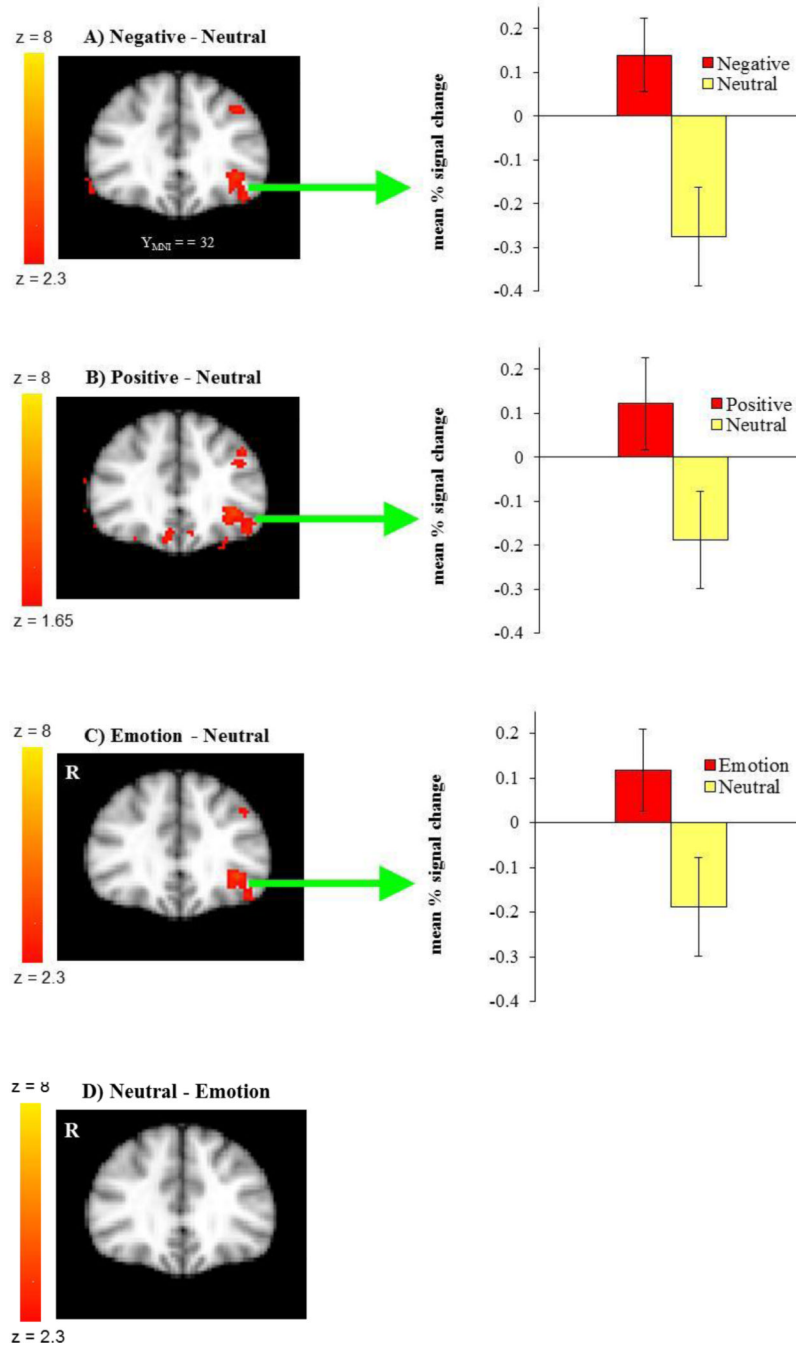 z = 8
A) Negative - Neutral
Y MNI = = 32
z = 2.3
mean % signal change
0.2
0.1
0
-0.1
-0.2
-0.3
-0.4
Negative
Neutral
z = 8
B) Positive - Neutral
z = 1.65
mean % signal change
0.2
0.1
0
-0.1
-0.2
-0.3
-0.4
Positive
Neutral
z = 8
C) Emotion - Neutral
R
z = 2.3
mean % signal change
0.2
0.1
0
-0.1
-0.2
-0.3
-0.4
Emotion
Neutral
z = 8
D) Neutral - Emotion
R
z = 2.3